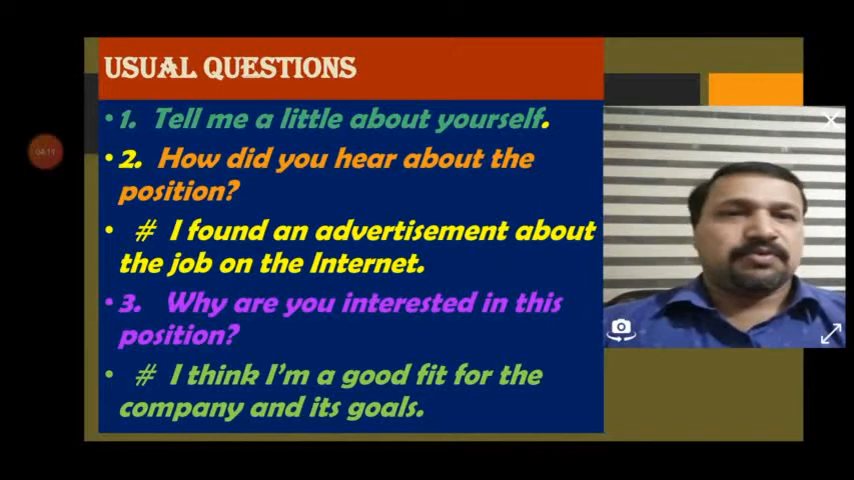 USUAL QUESTIONS
• 1. Tell me a little about yourself.
• 2. How did you hear about the
position?
• # I found an advertisement about
the job on the Internet.
• 3. Why are you interested in this
position?
• # I think I'm a good fit for the
company and its goals.
04:11